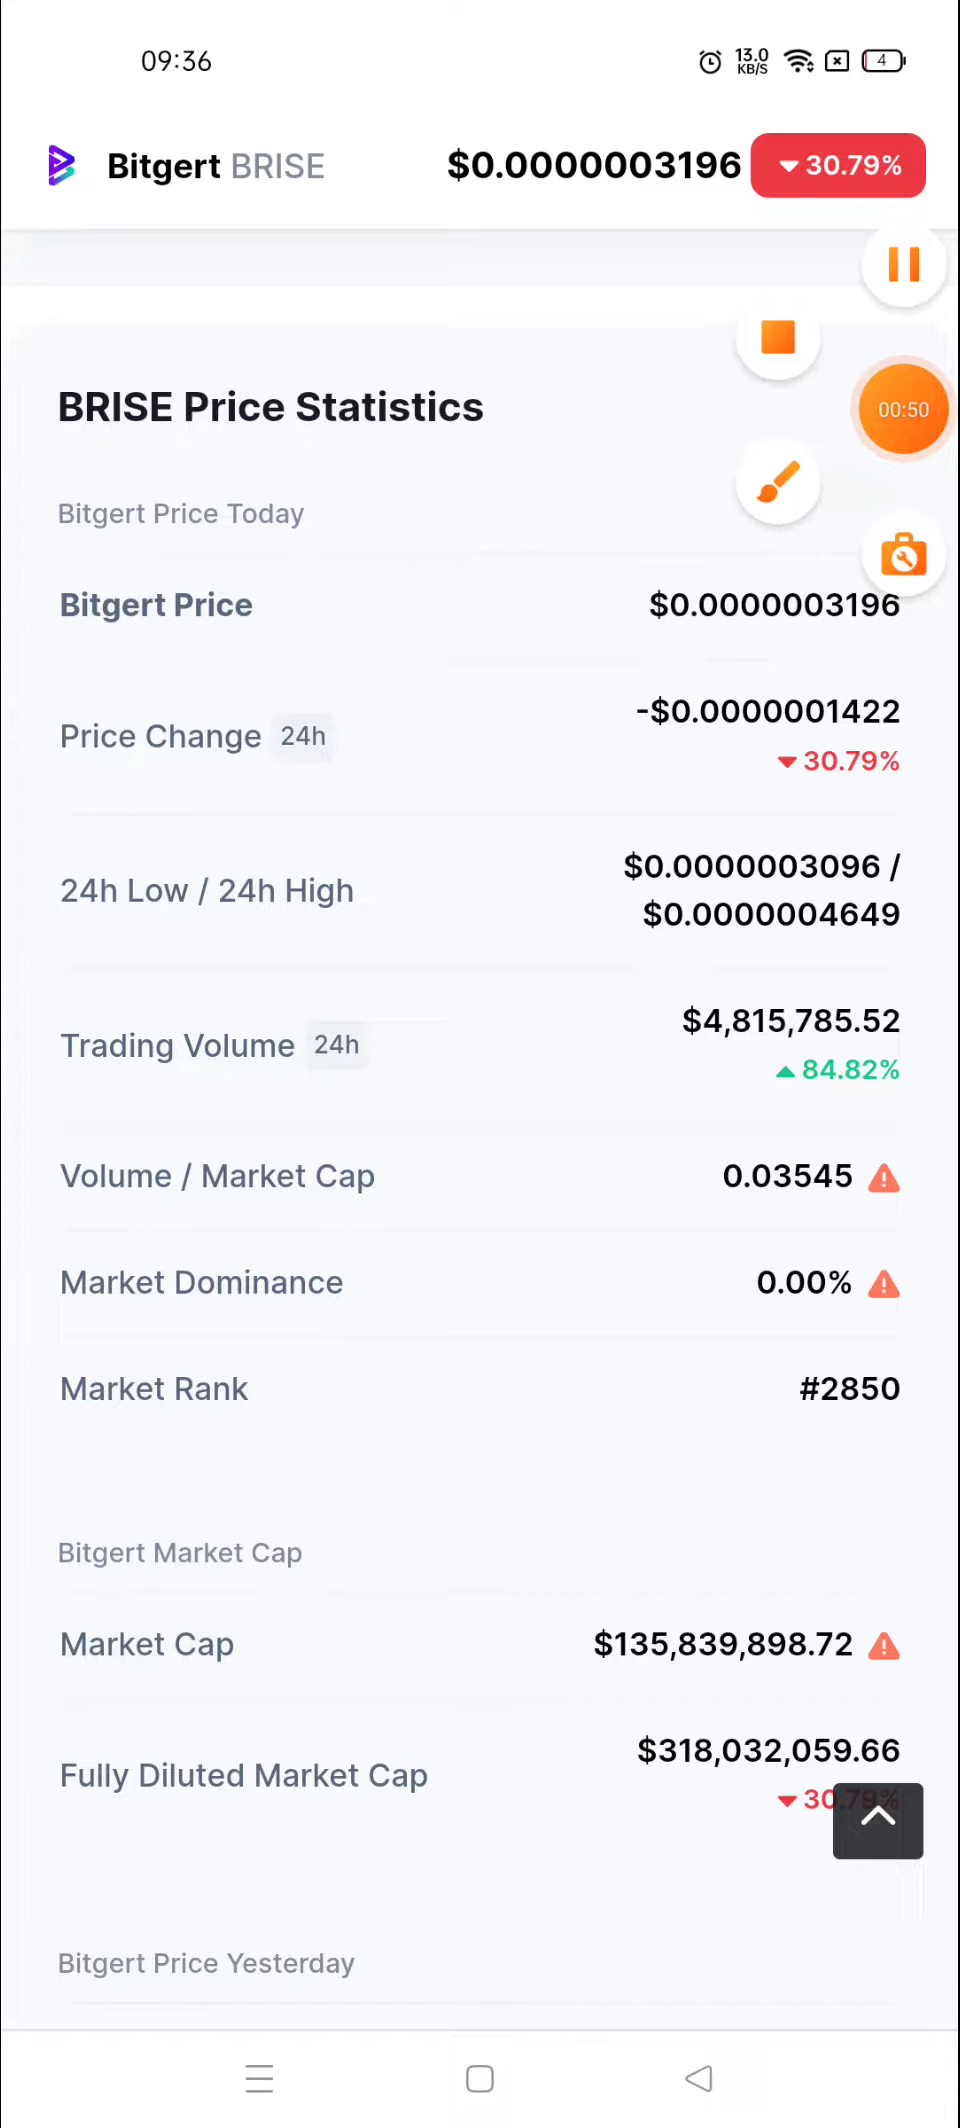 09:36
13.0
KB/S
4
Bitgert BRISE
$0.0000003196
30.79%
00:50
BRISE Price Statistics
Bitgert Price Today
Bitgert Price
$0.0000003196
Price Change 24h
-$0.0000001422
30.79%
24h Low / 24h High
$0.0000003096 /
$0.0000004649
Trading Volume 24h
$4,815,785.52
84.82%
Volume / Market Cap
0.03545
Market Dominance
0.00%
Market Rank
#2850
Bitgert Market Cap
Market Cap
$135,839,898.72
Fully Diluted Market Cap
$318,032,059.66
30.79%
Bitgert Price Yesterday